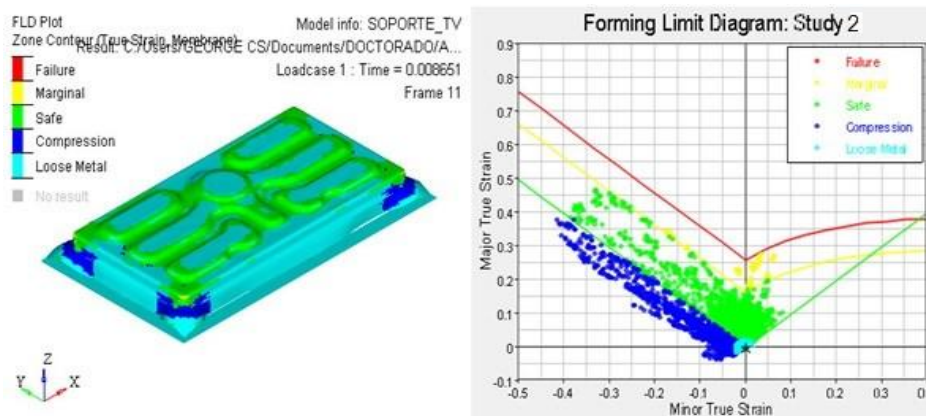 FLD Plot
Zone Contour (True Strain, Membrane)
Failure
Marginal
Safe
Compression
Loose Metal
No result
Model info: SOPORTE_TV
Result: C:/Users/GEORGE CS/Documents/DOCTORADO/A...
Loadcase 1 : Time = 0.008651
Frame 11
Z
Y
X
Forming Limit Diagram: Study 2
Failure
Marginal
Safe
Compression
Loose Metal
Major True Strain
0.9
0.8
0.7
0.6
0.5
0.4
0.3
0.2
0.1
0
-0.1
-0.5 -0.4 -0.3 -0.2 -0.1 0 0.1 0.2 0.3
Minor True Strain